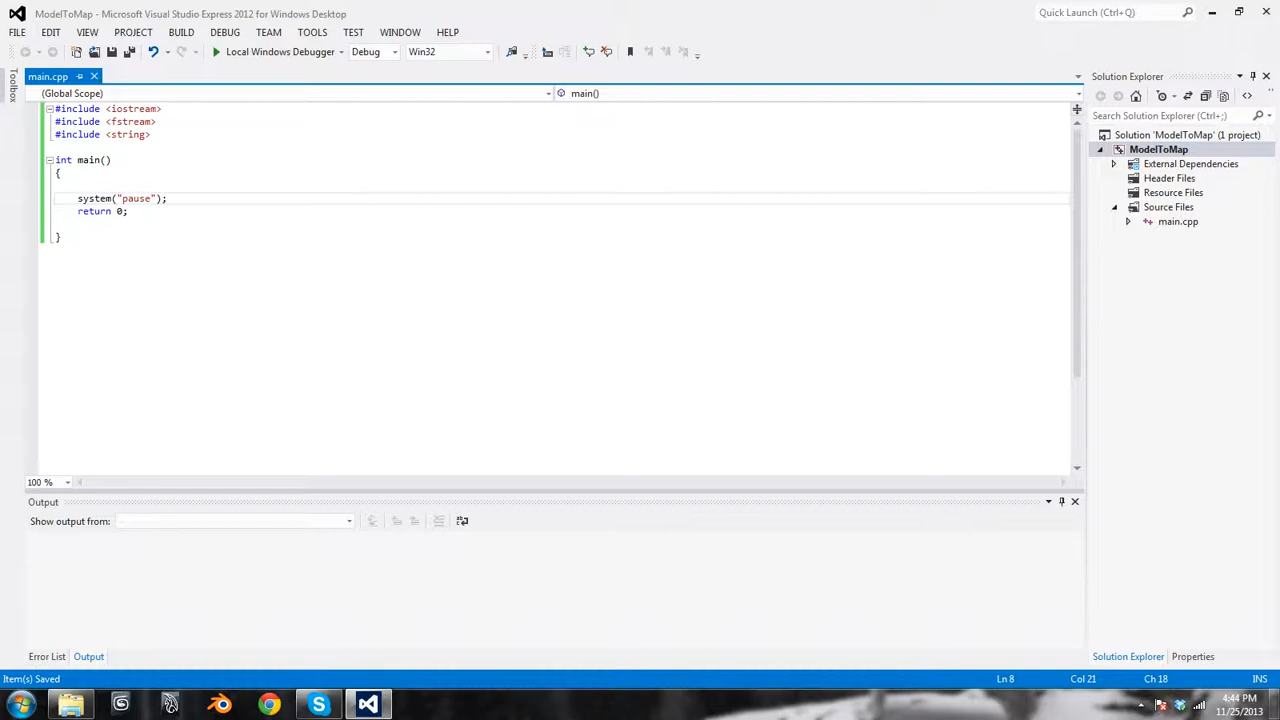 ModelToMap - Microsoft Visual Studio Express 2012 for Windows Desktop
Quick Launch (Ctrl+Q)
FILE EDIT VIEW PROJECT BUILD DEBUG TEAM TOOLS TEST WINDOW HELP
Local Windows Debugger Debug Win32
Toolbox
main.cpp
(Global Scope) main()
#include <iostream>
#include <fstream>
#include <string>
int main()
{
system("pause");
return 0;
}
100 %
Output
Show output from:
Error List Output
Solution Explorer
Search Solution Explorer (Ctrl+;)
Solution 'ModelToMap' (1 project)
ModelToMap
External Dependencies
Header Files
Resource Files
Source Files
main.cpp
Solution Explorer Properties
Item(s) Saved Ln 8 Col 21 Ch 18 INS
4:44 PM
11/25/2013